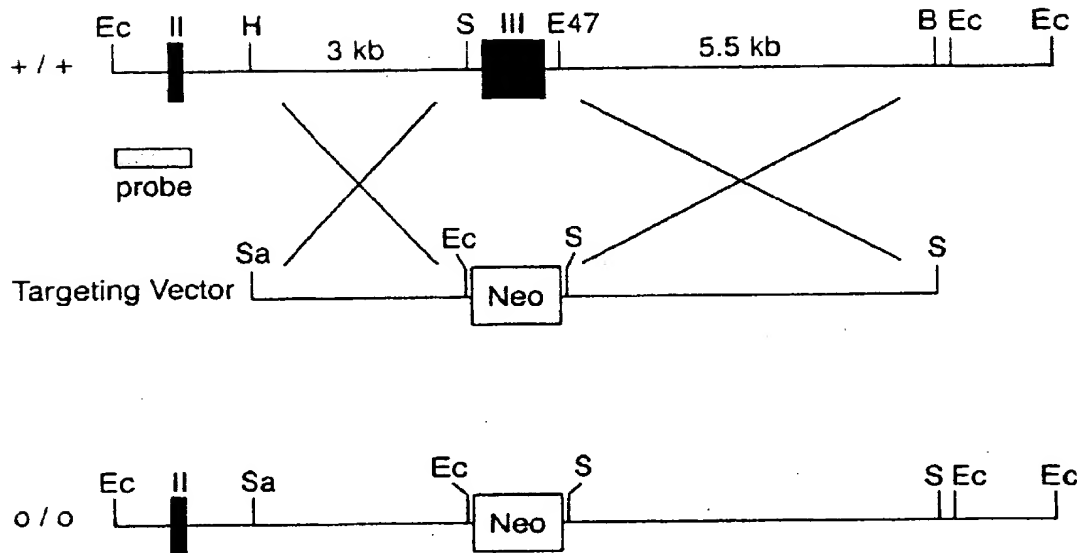 Ec II H S III E47 B Ec Ec
+ / + 3 kb 5.5 kb
probe
Sa Ec S S
Targeting Vector Neo
Ec II Sa Ec S S Ec Ec
o / o Neo